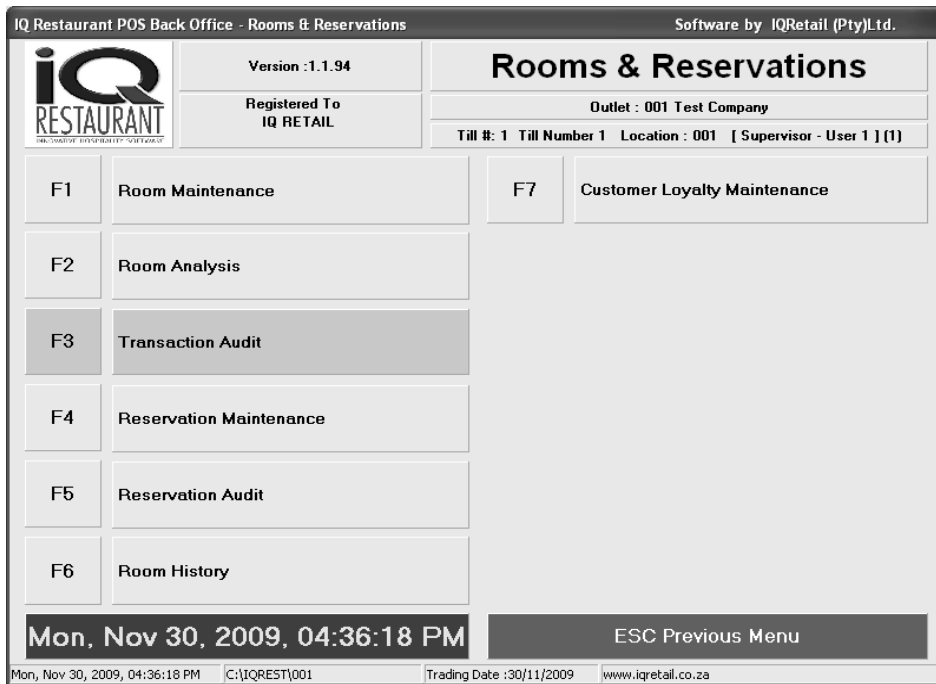 IQ Restaurant POS Back Office - Rooms & Reservations
Software by IQRetail (Pty)Ltd.
iQ
RESTAURANT
INNOVATIVE HOSPITALITY SOFTWARE
Version :1.1.94
Registered To
IQ RETAIL
Rooms & Reservations
Outlet : 001 Test Company
Till #: 1 Till Number 1 Location : 001 [ Supervisor - User 1 ] (1)
F1 Room Maintenance
F7 Customer Loyalty Maintenance
F2 Room Analysis
F3 Transaction Audit
F4 Reservation Maintenance
F5 Reservation Audit
F6 Room History
Mon, Nov 30, 2009, 04:36:18 PM
ESC Previous Menu
Mon, Nov 30, 2009, 04:36:18 PM C:\IQREST\001 Trading Date :30/11/2009 www.iqretail.co.za